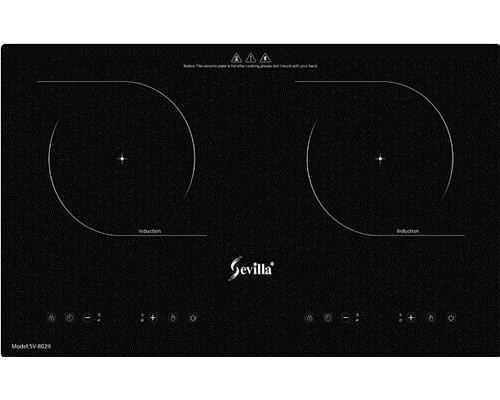 Notice: This ceramic plate is hot after cooking,please don't touch with your hand
Induction
Induction
Sevilla®
Model:SV-8029